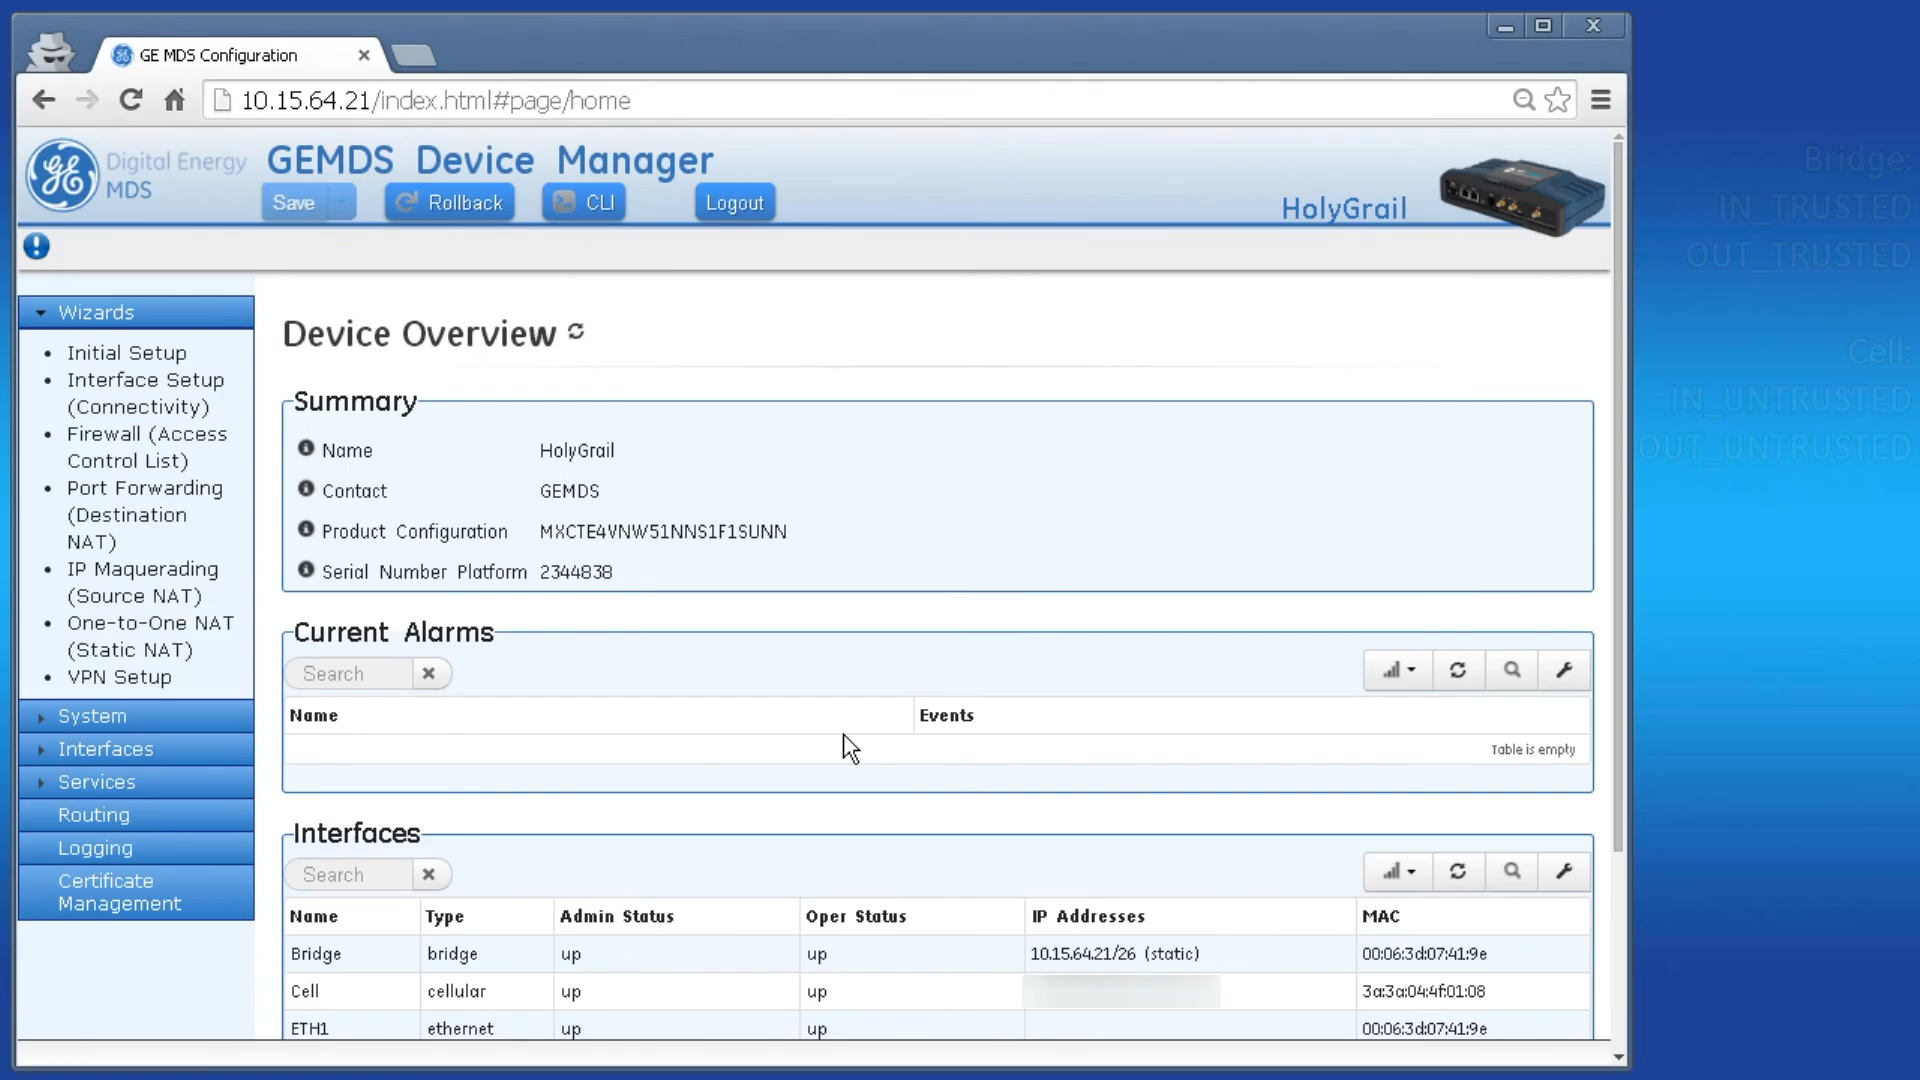 GE MDS Configuration
10.15.64.21/index.html#page/home
Digital Energy
MDS
GEMDS Device Manager
Save
Rollback
CLI
Logout
HolyGrail
Wizards
Initial Setup
Interface Setup
(Connectivity)
Firewall (Access
Control List)
Port Forwarding
(Destination
NAT)
IP Maquerading
(Source NAT)
One-to-One NAT
(Static NAT)
VPN Setup
System
Interfaces
Services
Routing
Logging
Certificate
Management
Device Overview
Summary
Name HolyGrail
Contact GEMDS
Product Configuration MXCTE4VNW51NNS1F1SUNN
Serial Number Platform 2344838
Current Alarms
Search
Name Events
Table is empty
Interfaces
Search
Name Type Admin Status Oper Status IP Addresses MAC
Bridge bridge up up 10.15.64.21/26 (static) 00:06:3d:07:41:9e
Cell cellular up up 3a:3a:04:4f:01:08
ETH1 ethernet up up 00:06:3d:07:41:9e
Bridge:
IN_TRUSTED
OUT_TRUSTED
Cell:
IN_UNTRUSTED
OUT_UNTRUSTED